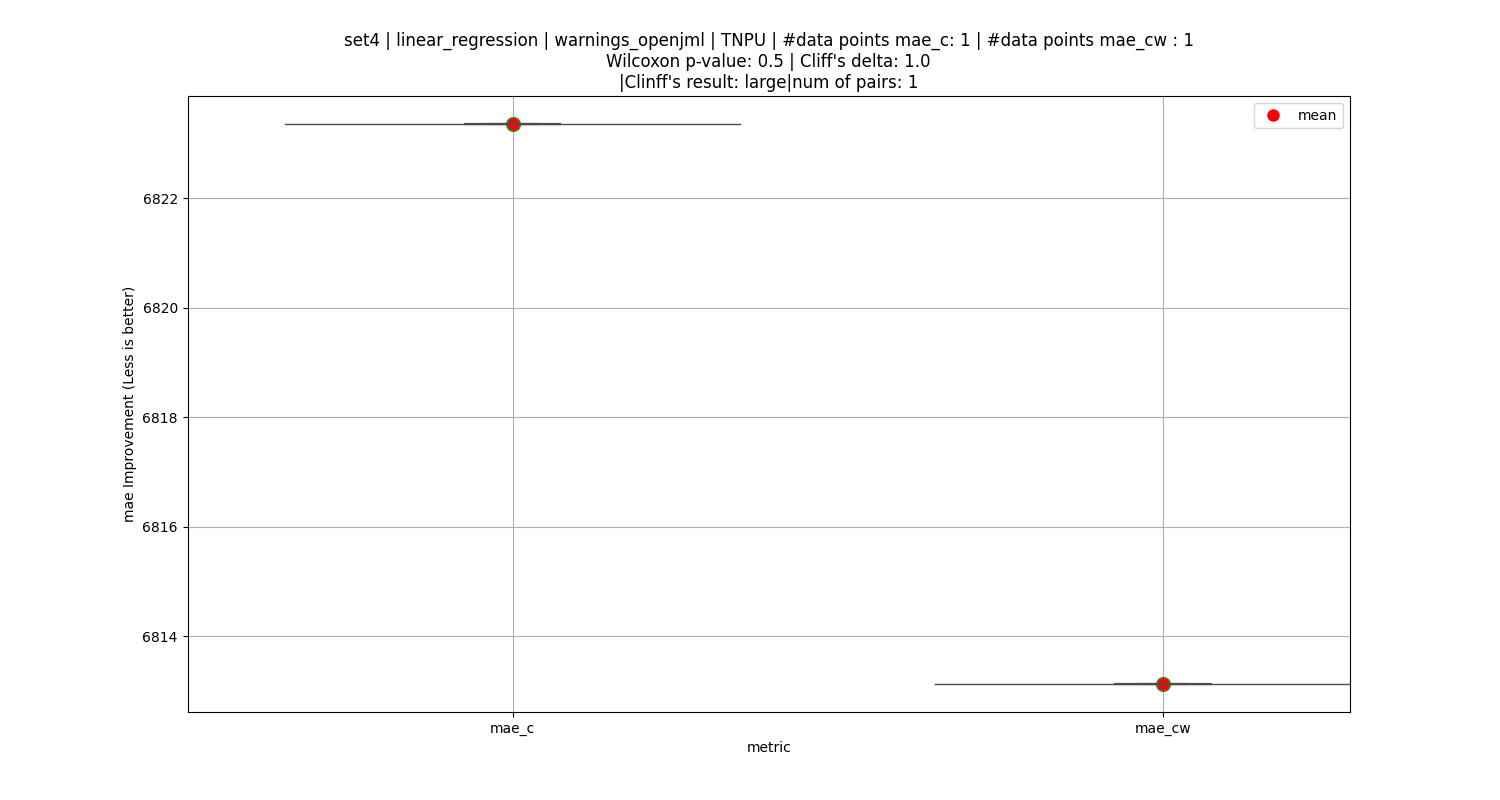 set4 | linear_regression | warnings_openjml | TNPU | #data points mae_c: 1 | #data points mae_cw : 1
Wilcoxon p-value: 0.5 | Cliff's delta: 1.0
|Clinff's result: large|num of pairs: 1
mean
mae Improvement (Less is better)
6822
6820
6818
6816
6814
mae_c
mae_cw
metric